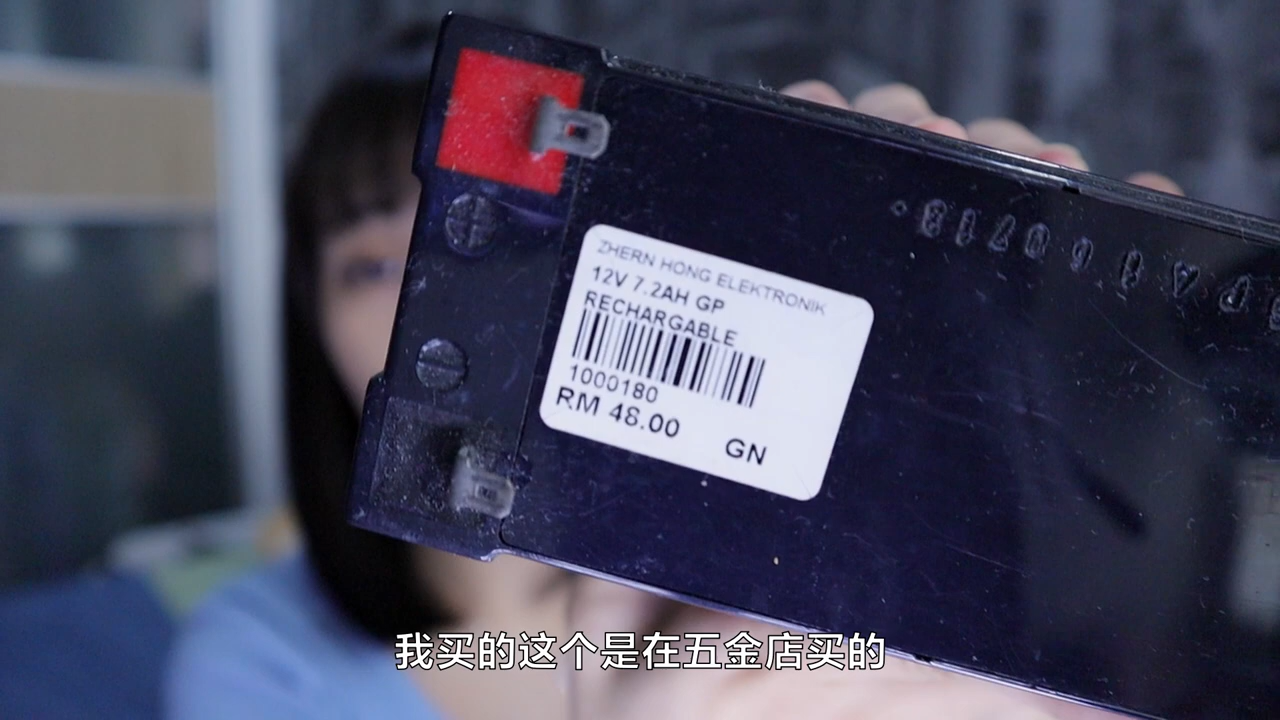 ZHERN HONG ELEKTRONIK
12V 7.2AH GP
RECHARGABLE
1000180
RM 48.00
GN
我买的这个是在五金店买的